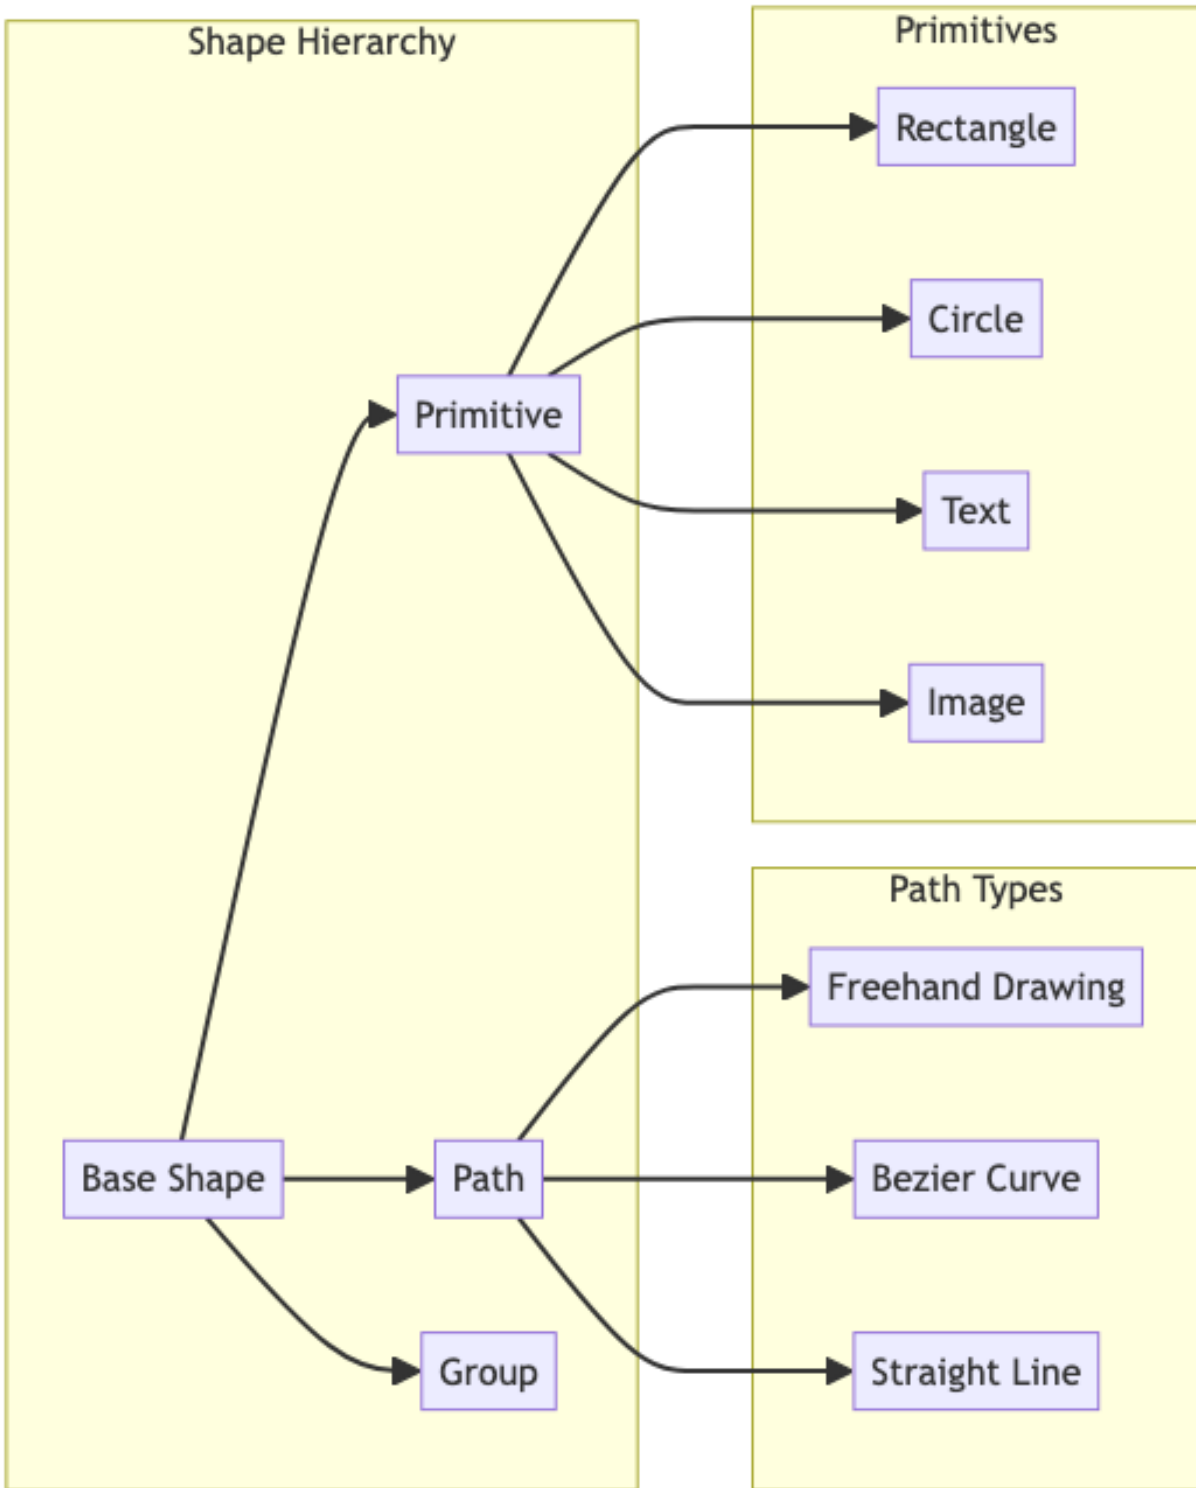 Shape Hierarchy
Primitive
Base Shape
Path
Group
Primitives
Rectangle
Circle
Text
Image
Path Types
Freehand Drawing
Bezier Curve
Straight Line